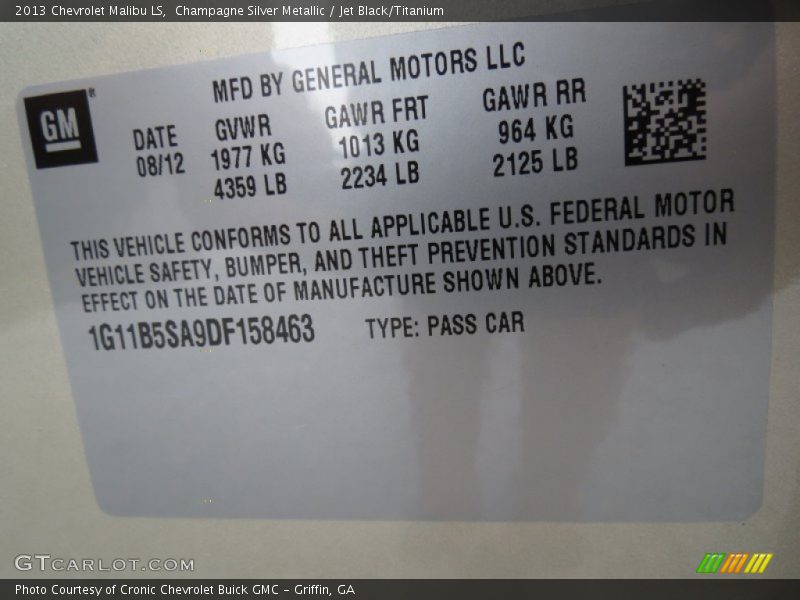 2013 Chevrolet Malibu LS,  Champagne Silver Metallic / Jet Black/Titanium
MFD BY GENERAL MOTORS LLC
GM®
DATE
08/12
GVWR
1977 KG
4359 LB
GAWR FRT
1013 KG
2234 LB
GAWR RR
964 KG
2125 LB
THIS VEHICLE CONFORMS TO ALL APPLICABLE U.S. FEDERAL MOTOR
VEHICLE SAFETY, BUMPER, AND THEFT PREVENTION STANDARDS IN
EFFECT ON THE DATE OF MANUFACTURE SHOWN ABOVE.
1G11B5SA9DF158463 TYPE: PASS CAR
GTCARLOT.COM
Photo Courtesy of Cronic Chevrolet Buick GMC – Griffin, GA